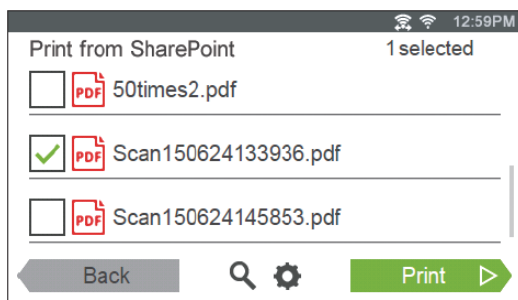 12:59PM
Print from SharePoint 1 selected
PDF 50times2.pdf
PDF Scan150624133936.pdf
PDF Scan150624145853.pdf
Back Print